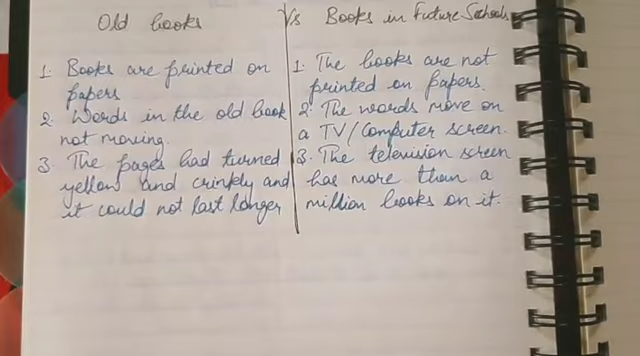 Old books Vs Books in Future Schools
1. Books are printed on
papers
2. Words in the old book
not moving.
3. The pages had turned
yellow and crinkly and
it could not last longer
1. The books are not
printed on papers.
2. The words move on
a TV/Computer screen.
3. The television screen
has more than a
million books on it.